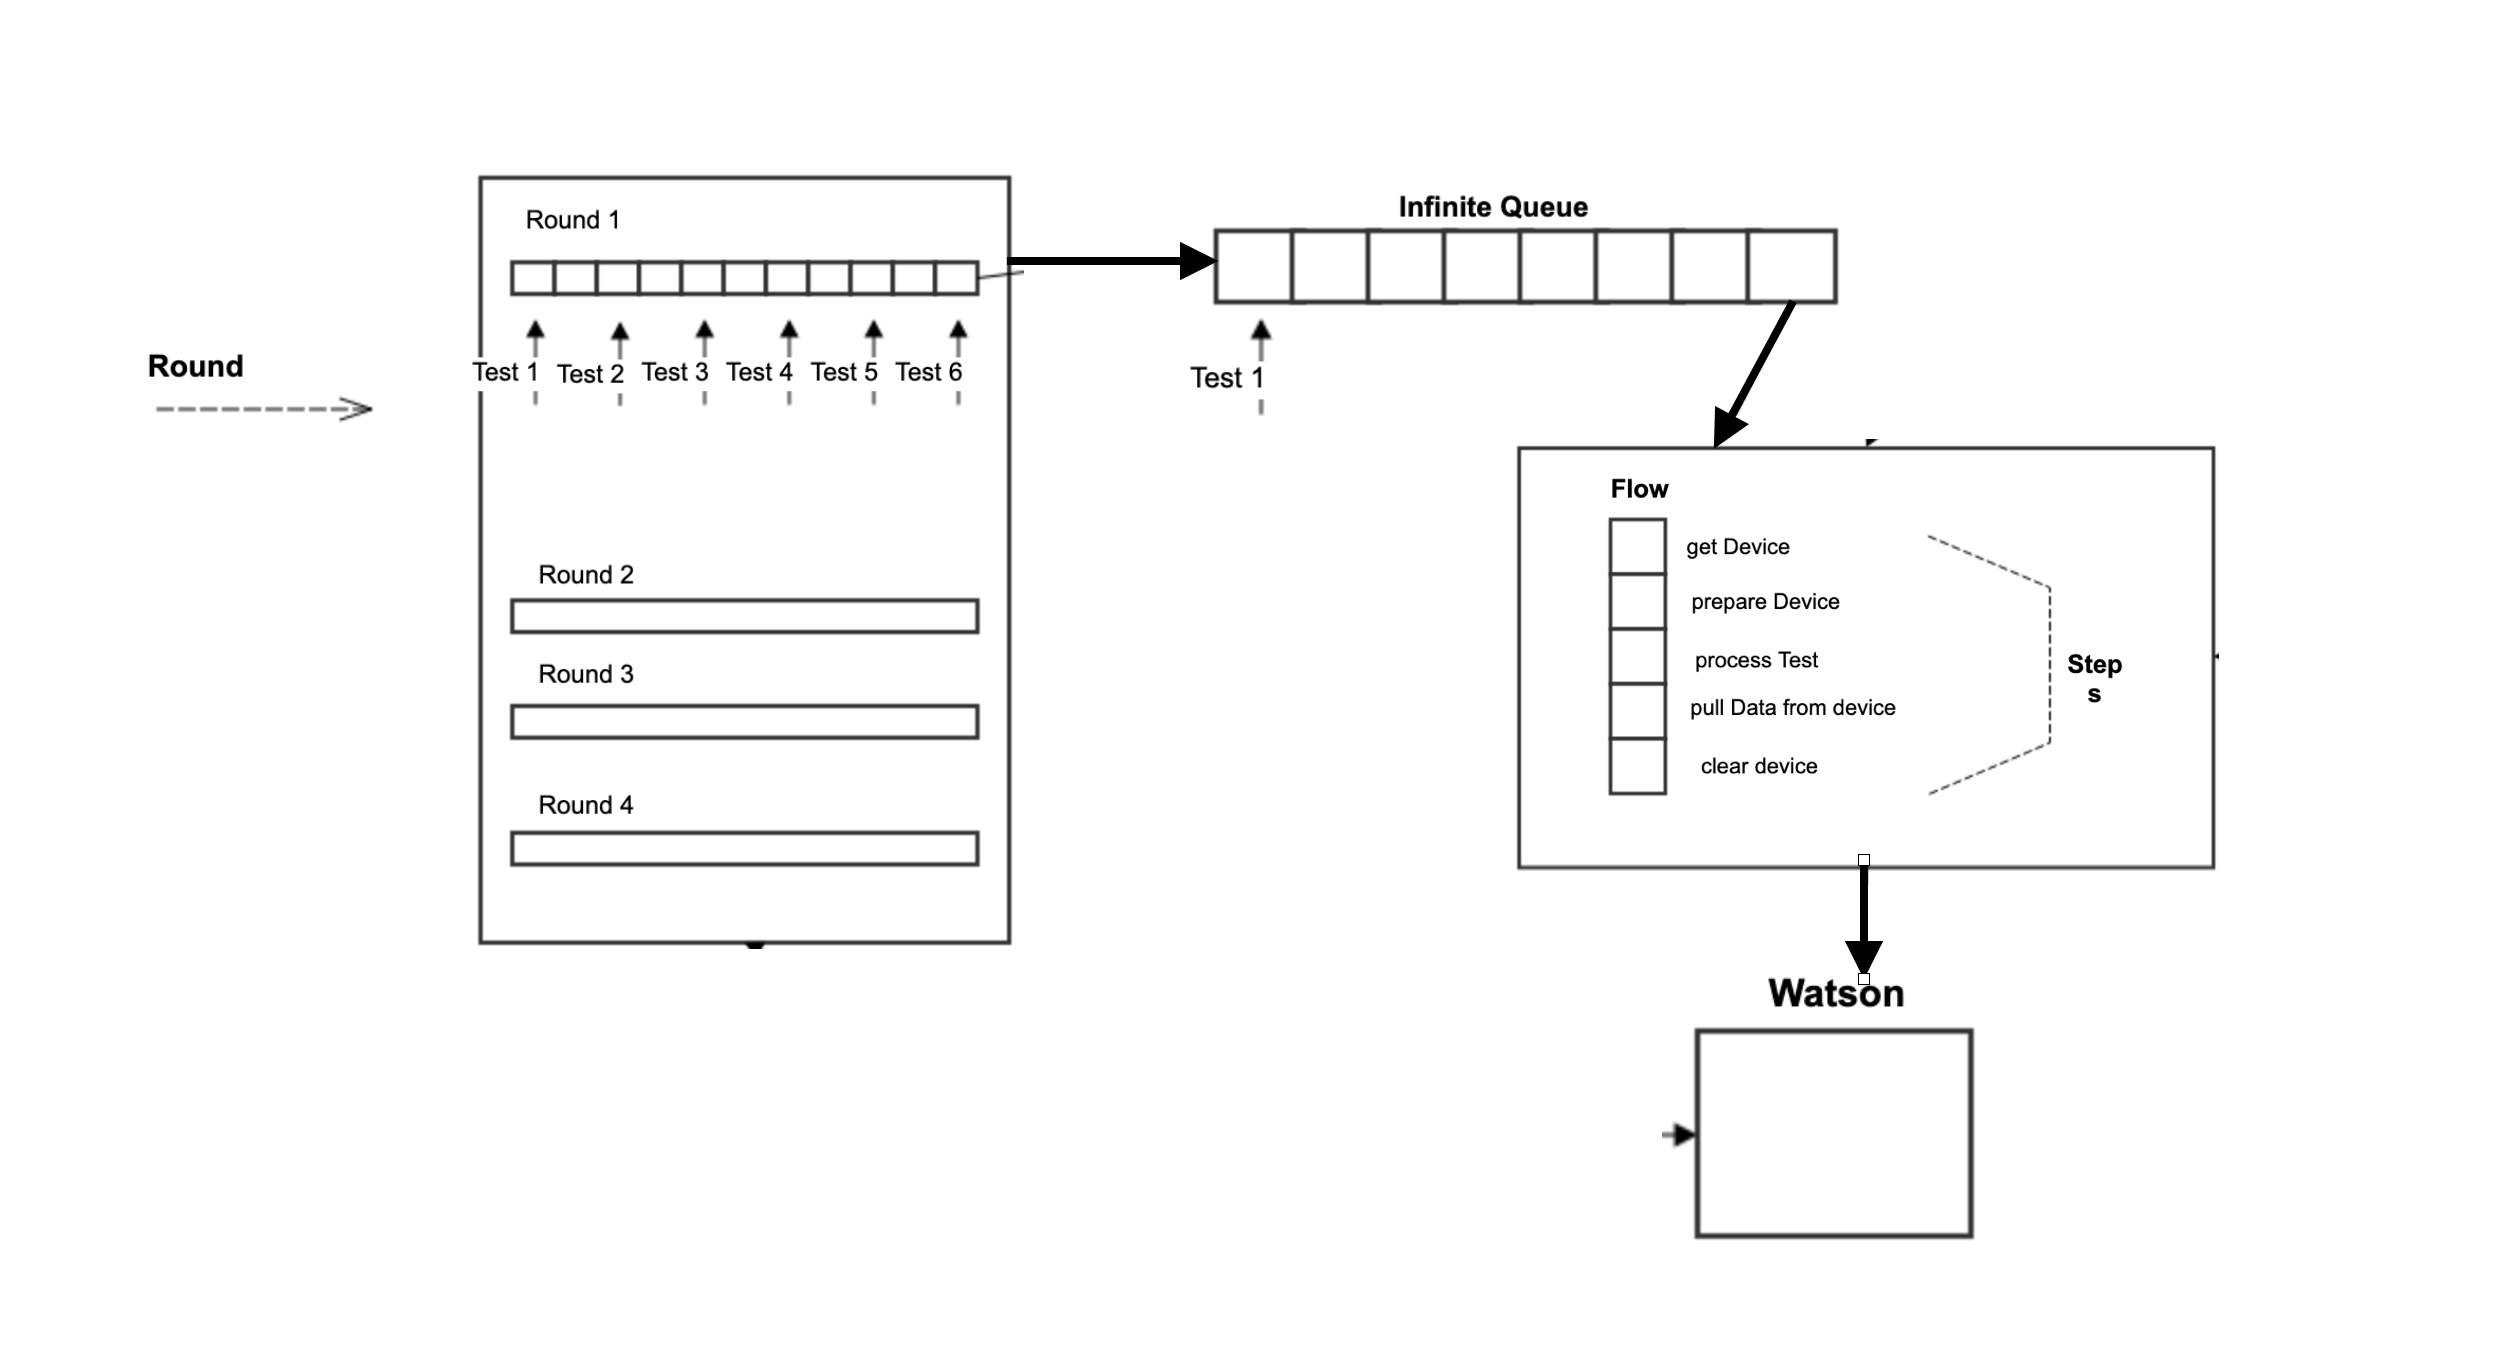 Round
Round 1
Test 1
Test 2
Test 3
Test 4
Test 5
Test 6
Round 2
Round 3
Round 4
Infinite Queue
Test 1
Flow
get Device
prepare Device
process Test
pull Data from device
clear device
Step
s
Watson